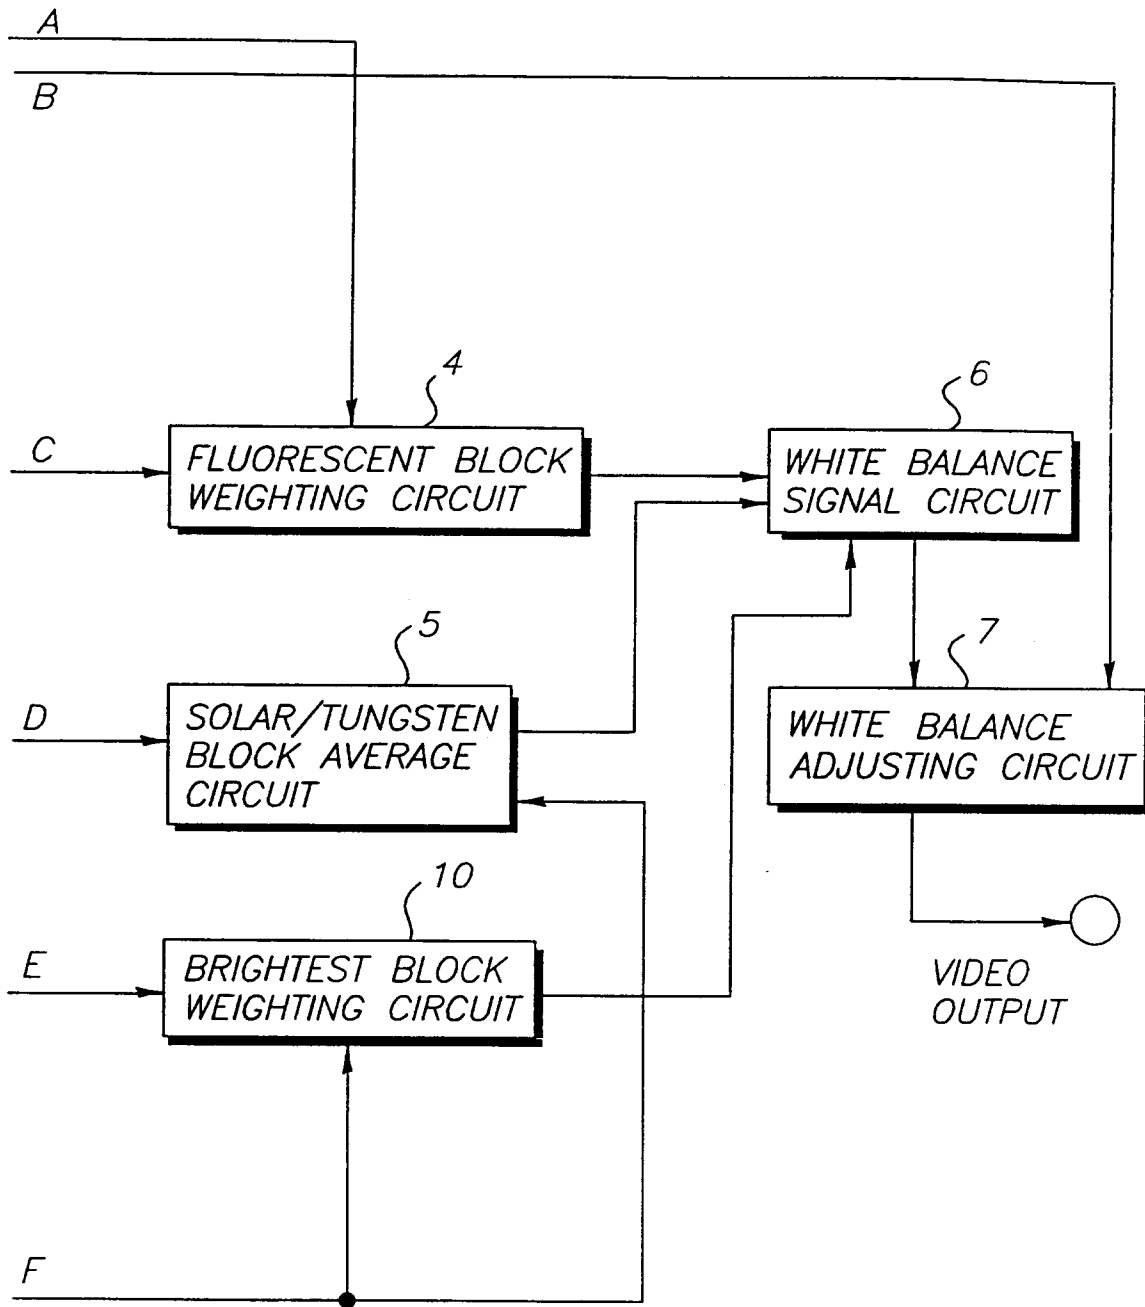 A
B
4
6
C
FLUORESCENT BLOCK
WEIGHTING CIRCUIT
WHITE BALANCE
SIGNAL CIRCUIT
5
7
D
SOLAR/TUNGSTEN
BLOCK AVERAGE
CIRCUIT
WHITE BALANCE
ADJUSTING CIRCUIT
10
E
BRIGHTEST BLOCK
WEIGHTING CIRCUIT
VIDEO
OUTPUT
F